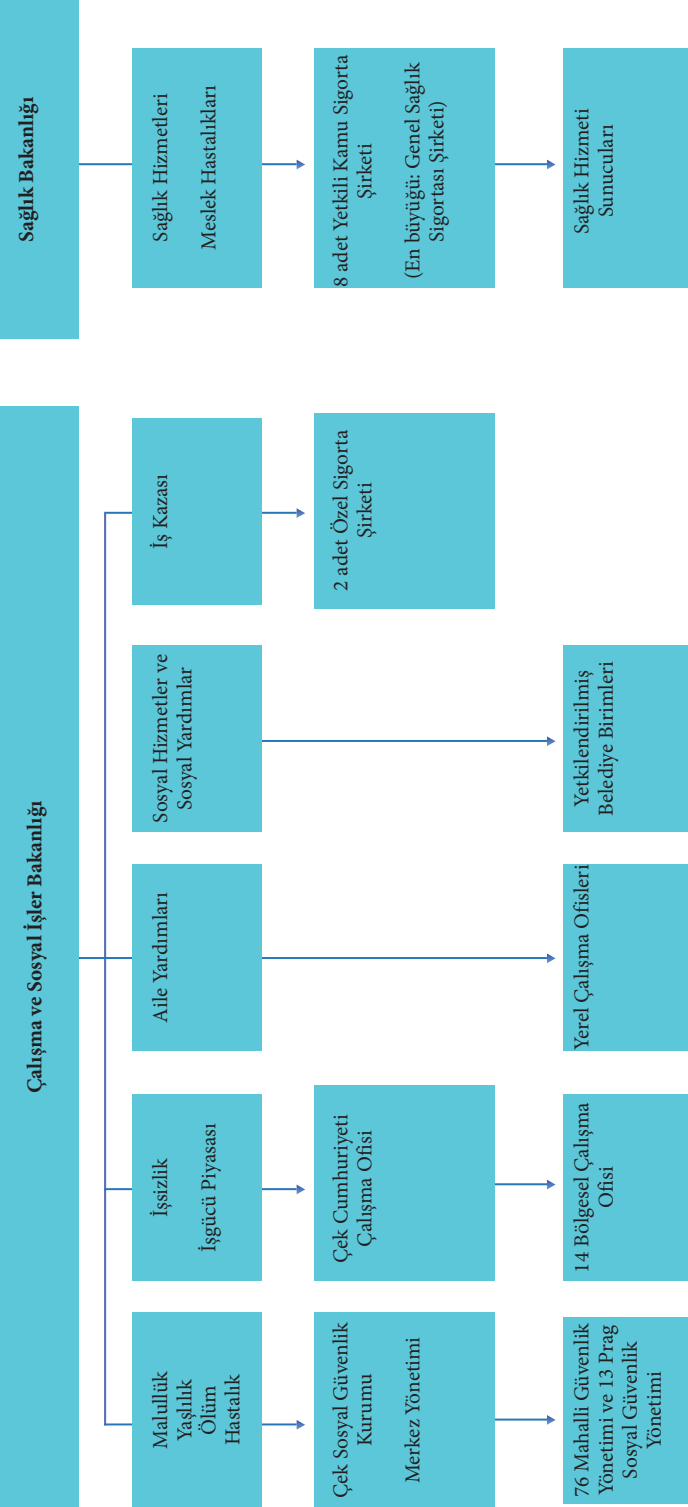 Çalışma ve Sosyal İşler Bakanlığı
Sağlık Bakanlığı
Malullük
Yaşlılık
Ölüm
Hastalık
İşsizlik
İşgücü Piyasası
Aile Yardımları
Sosyal Hizmetler ve
Sosyal Yardımlar
İş Kazası
Sağlık Hizmetleri
Meslek Hastalıkları
Çek Sosyal Güvenlik
Kurumu
Merkez Yönetimi
Çek Cumhuriyeti
Çalışma Ofisi
2 adet Özel Sigorta
Şirketi
8 adet Yetkili Kamu Sigorta
Şirketi
(En büyüğü: Genel Sağlık
Sigortası Şirketi)
76 Mahalli Güvenlik
Yönetimi ve 13 Prag
Sosyal Güvenlik
Yönetimi
14 Bölgesel Çalışma
Ofisi
Yerel Çalışma Ofisleri
Yetkilendirilmiş
Belediye Birimleri
Sağlık Hizmeti
Sunucuları